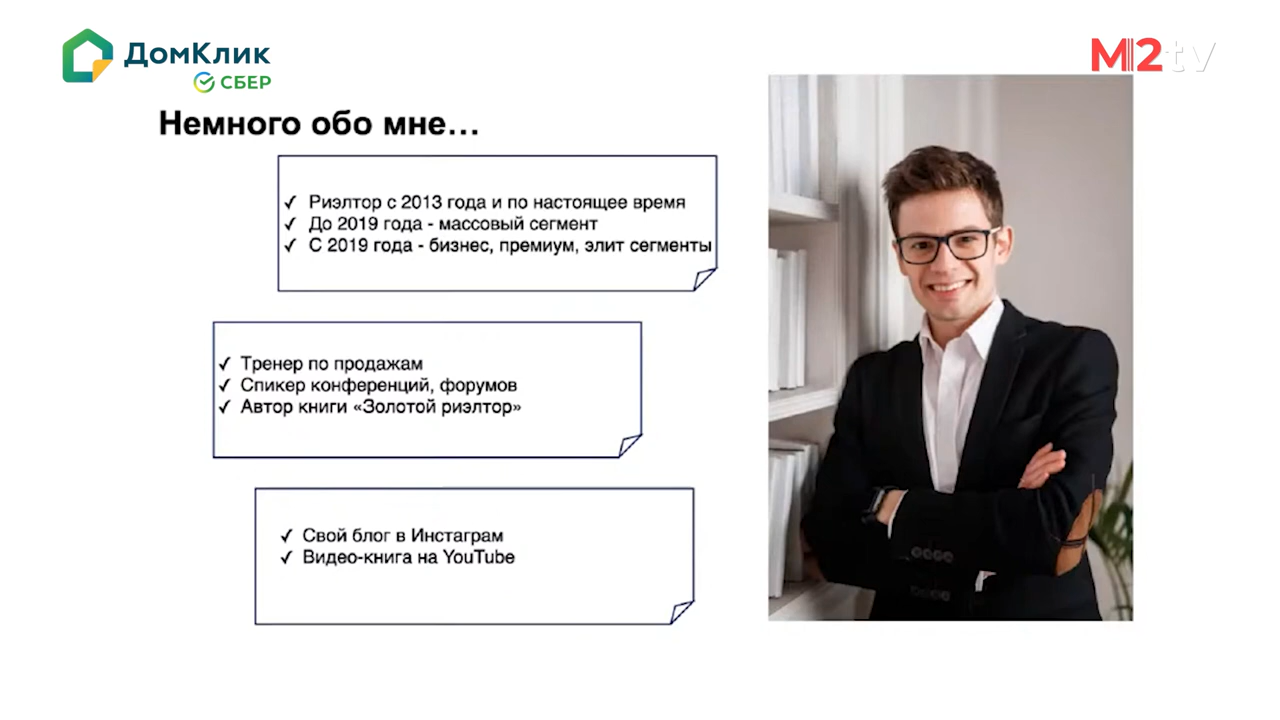 ДомКлик
СБЕР
M2tv
Немного обо мне…
✓ Риэлтор с 2013 года и по настоящее время
✓ До 2019 года - массовый сегмент
✓ С 2019 года - бизнес, премиум, элит сегменты
✓ Тренер по продажам
✓ Спикер конференций, форумов
✓ Автор книги «Золотой риэлтор»
✓ Свой блог в Инстаграм
✓ Видео-книга на YouTube